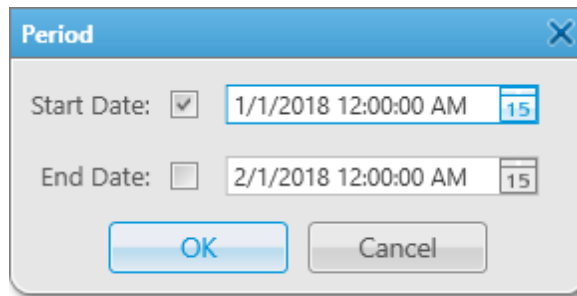 Period
Start Date: 1/1/2018 12:00:00 AM 15
End Date: 2/1/2018 12:00:00 AM 15
OK Cancel